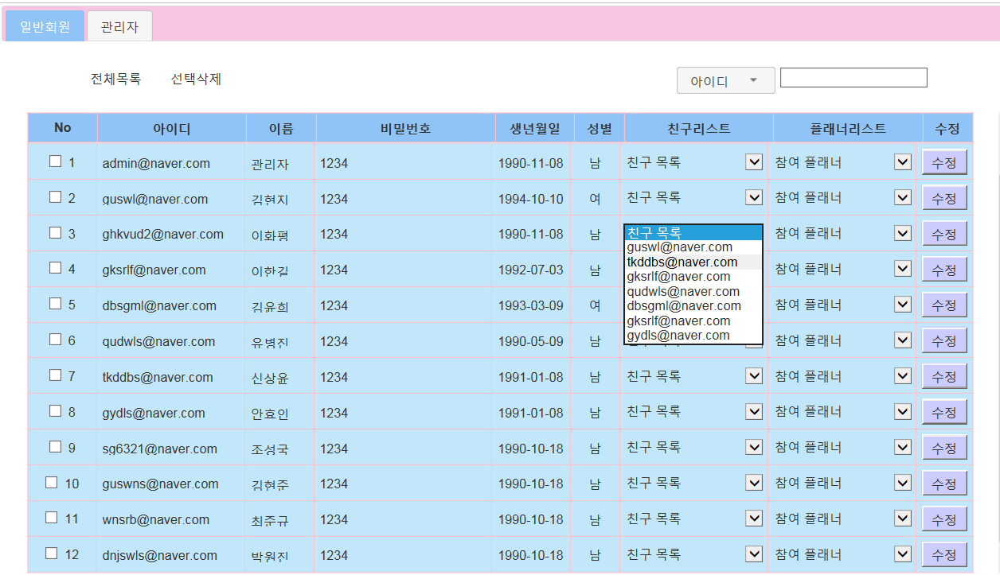 일반회원 관리자
전체목록 선택삭제 아이디
No 아이디 이름 비밀번호 생년월일 성별 친구리스트 플래너리스트 수정
1 admin@naver.com 관리자 1234 1990-11-08 남 친구 목록 참여 플래너 수정
2 guswl@naver.com 김현지 1234 1994-10-10 여 친구 목록 참여 플래너 수정
3 ghkvud2@naver.com 이화평 1234 1990-11-08 남 친구 목록 참여 플래너 수정
guswl@naver.com
tkddbs@naver.com
4 gksrlf@naver.com 이한길 1234 1992-07-03 남 gksrlf@naver.com 참여 플래너 수정
qudwls@naver.com
5 dbsgml@naver.com 김윤희 1234 1993-03-09 여 dbsgml@naver.com 참여 플래너 수정
gksrlf@naver.com
6 qudwls@naver.com 유병진 1234 1990-05-09 남 gydls@naver.com 참여 플래너 수정
7 tkddbs@naver.com 신상윤 1234 1991-01-08 남 친구 목록 참여 플래너 수정
8 gydls@naver.com 안효인 1234 1991-01-08 남 친구 목록 참여 플래너 수정
9 sg6321@naver.com 조성국 1234 1990-10-18 남 친구 목록 참여 플래너 수정
10 guswns@naver.com 김현준 1234 1990-10-18 남 친구 목록 참여 플래너 수정
11 wnsrb@naver.com 최준규 1234 1990-10-18 남 친구 목록 참여 플래너 수정
12 dnjswls@naver.com 박원진 1234 1990-10-18 남 친구 목록 참여 플래너 수정